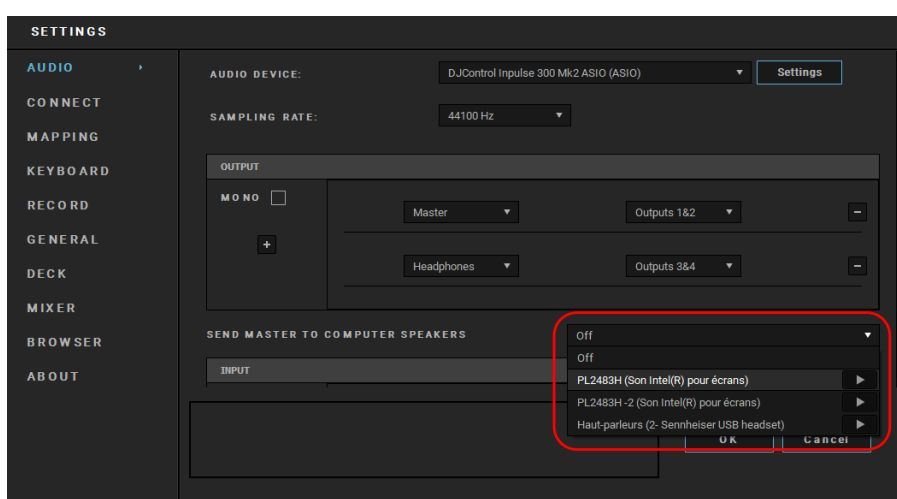 SETTINGS
AUDIO
CONNECT
MAPPING
KEYBOARD
RECORD
GENERAL
DECK
MIXER
BROWSER
ABOUT
AUDIO DEVICE: DJControl Inpulse 300 Mk2 ASIO (ASIO) Settings
SAMPLING RATE: 44100 Hz
OUTPUT
MONO
+
Master Outputs 1&2 −
Headphones Outputs 3&4 −
SEND MASTER TO COMPUTER SPEAKERS Off
Off
PL2483H (Son Intel(R) pour écrans)
PL2483H -2 (Son Intel(R) pour écrans)
Haut-parleurs (2- Sennheiser USB headset)
INPUT
OK Cancel